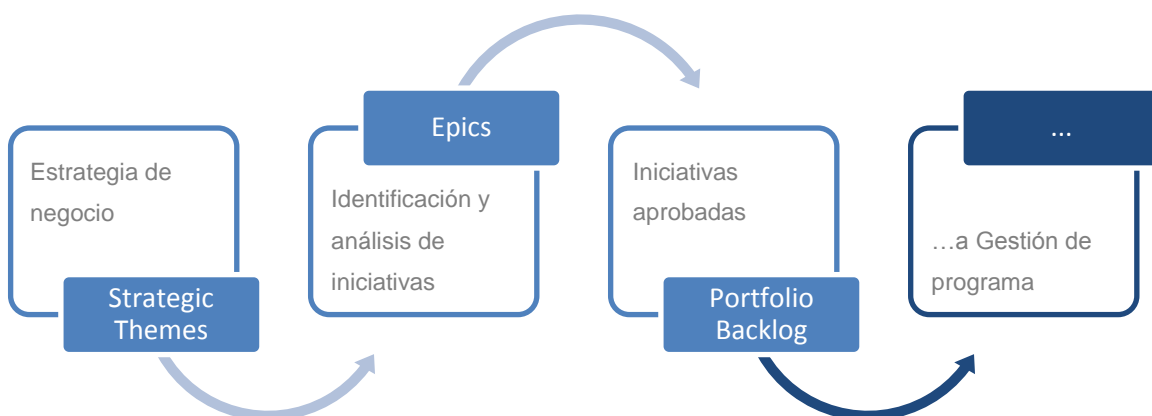 Estrategia de
negocio
Strategic
Themes
Epics
Identificación y
análisis de
iniciativas
Iniciativas
aprobadas
Portfolio
Backlog
...
…a Gestión de
programa